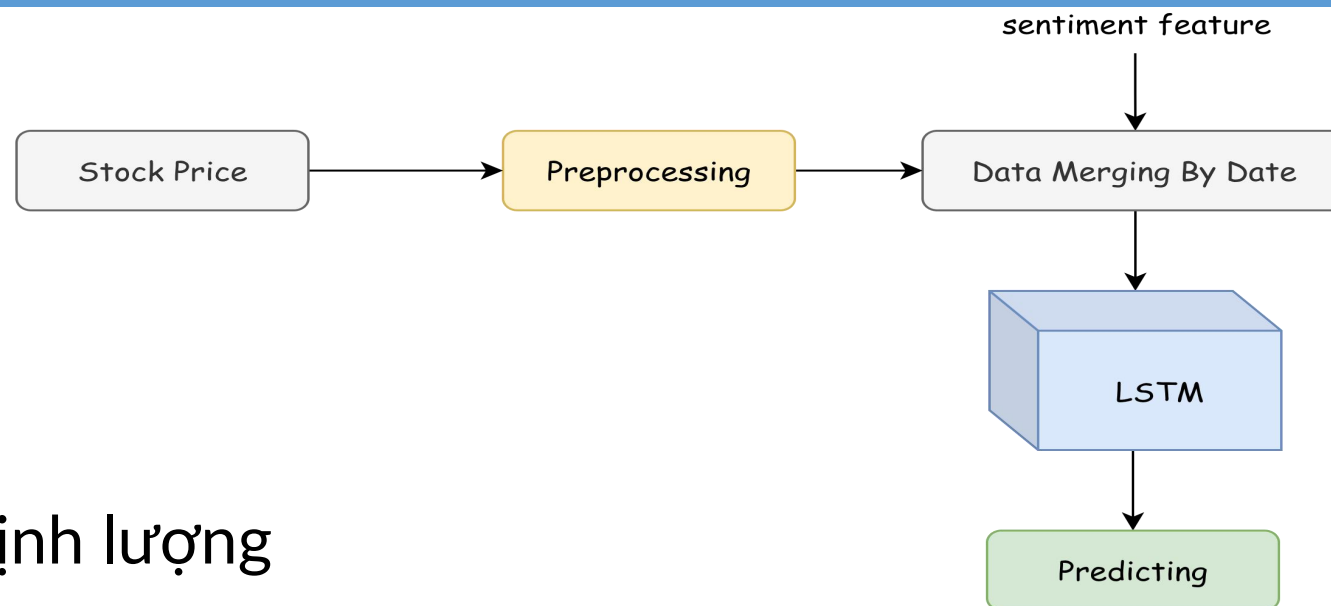 sentiment feature
Stock Price
Preprocessing
Data Merging By Date
LSTM
ịnh lượng
Predicting